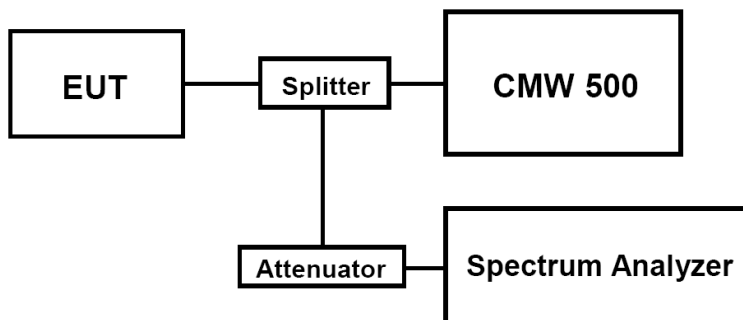 EUT
Splitter
CMW 500
Attenuator
Spectrum Analyzer